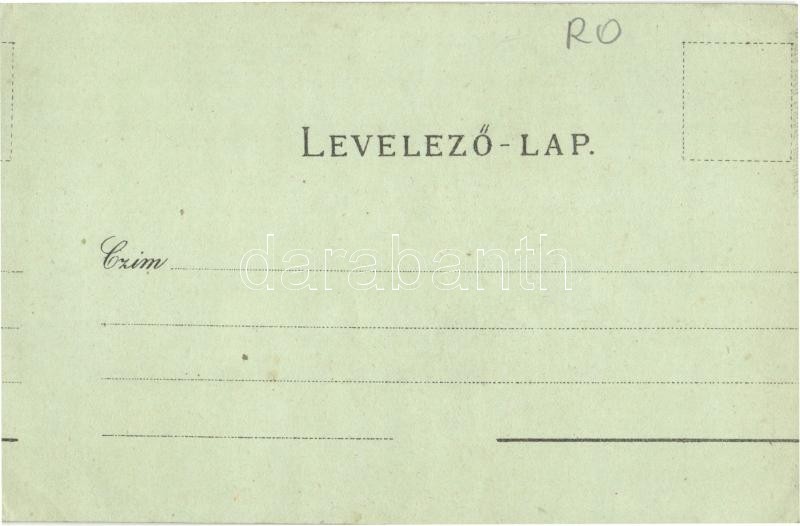 RO
LEVELEZŐ-LAP.
Czim
darabanth